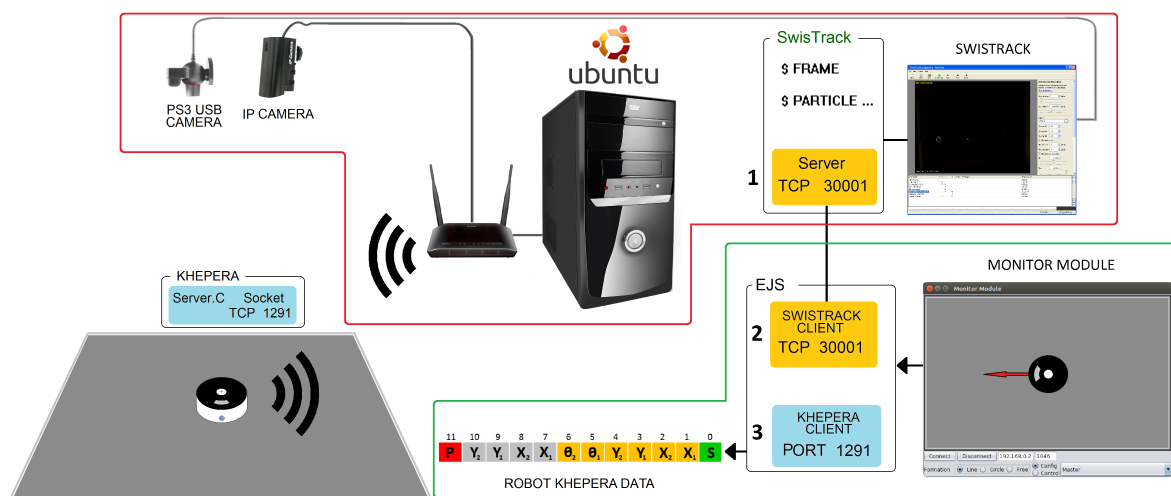 ubuntu
PS3 USB
CAMERA
IP CAMERA
SwisTrack
$ FRAME
$ PARTICLE ...
1
Server
TCP 30001
SWISTRACK
KHEPERA
Server.C Socket
TCP 1291
EJS
2
SWISTRACK
CLIENT
TCP 30001
3
KHEPERA
CLIENT
PORT 1291
MONITOR MODULE
Monitor Module
Connect Disconnect 192.168.0.2 1046
Formation Line Circle Free Config Control Master
11 10 9 8 7 6 5 4 3 2 1 0
P Y₂ Y₁ X₂ X₁ θ₂ θ₁ Y₂ Y₁ X₂ X₁ S
ROBOT KHEPERA DATA